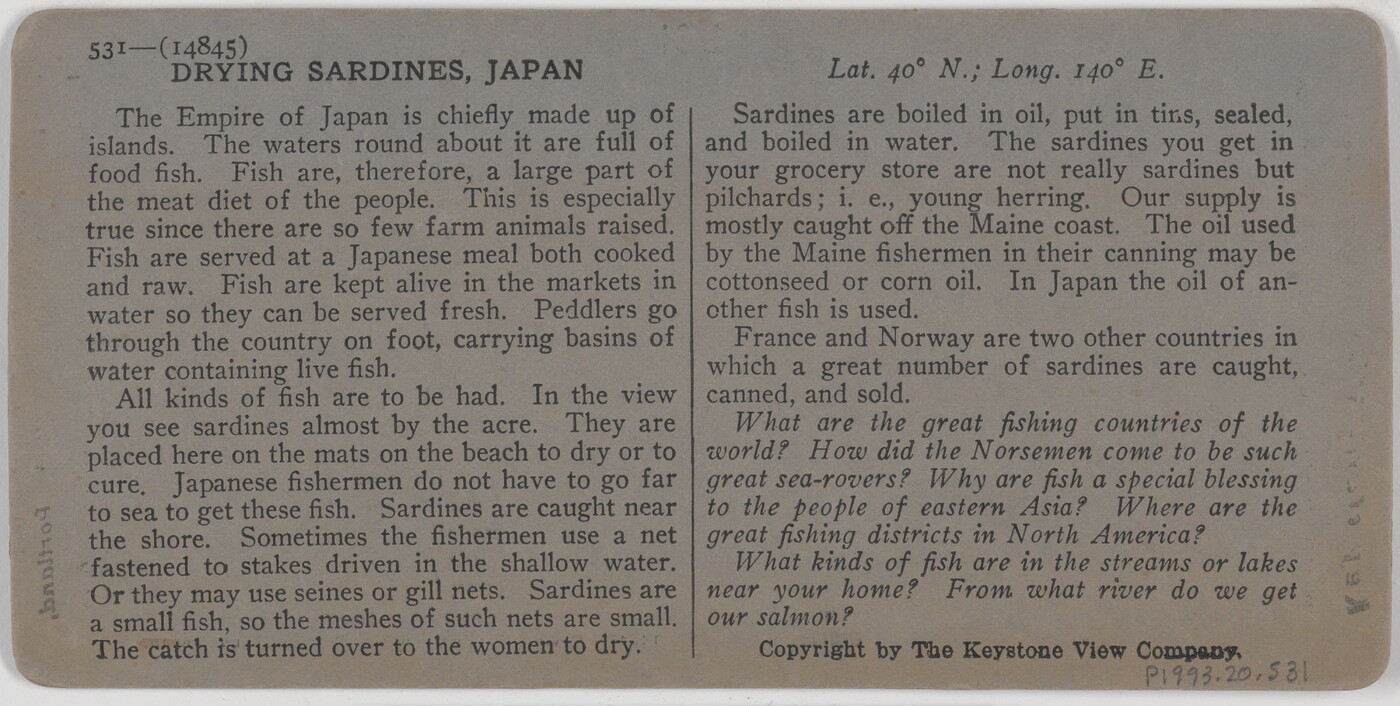 531—(14845)
DRYING SARDINES, JAPAN
Lat. 40° N.; Long. 140° E.
The Empire of Japan is chiefly made up of
islands. The waters round about it are full of
food fish. Fish are, therefore, a large part of
the meat diet of the people. This is especially
true since there are so few farm animals raised.
Fish are served at a Japanese meal both cooked
and raw. Fish are kept alive in the markets in
water so they can be served fresh. Peddlers go
through the country on foot, carrying basins of
water containing live fish.
All kinds of fish are to be had. In the view
you see sardines almost by the acre. They are
placed here on the mats on the beach to dry or to
cure. Japanese fishermen do not have to go far
to sea to get these fish. Sardines are caught near
the shore. Sometimes the fishermen use a net
fastened to stakes driven in the shallow water.
Or they may use seines or gill nets. Sardines are
a small fish, so the meshes of such nets are small.
The catch is turned over to the women to dry.
Sardines are boiled in oil, put in tins, sealed,
and boiled in water. The sardines you get in
your grocery store are not really sardines but
pilchards; i. e., young herring. Our supply is
mostly caught off the Maine coast. The oil used
by the Maine fishermen in their canning may be
cottonseed or corn oil. In Japan the oil of an-
other fish is used.
France and Norway are two other countries in
which a great number of sardines are caught,
canned, and sold.
What are the great fishing countries of the
world? How did the Norsemen come to be such
great sea-rovers? Why are fish a special blessing
to the people of eastern Asia? Where are the
great fishing districts in North America?
What kinds of fish are in the streams or lakes
near your home? From what river do we get
our salmon?
Copyright by The Keystone View Company.
P1993.20.531
Portland,